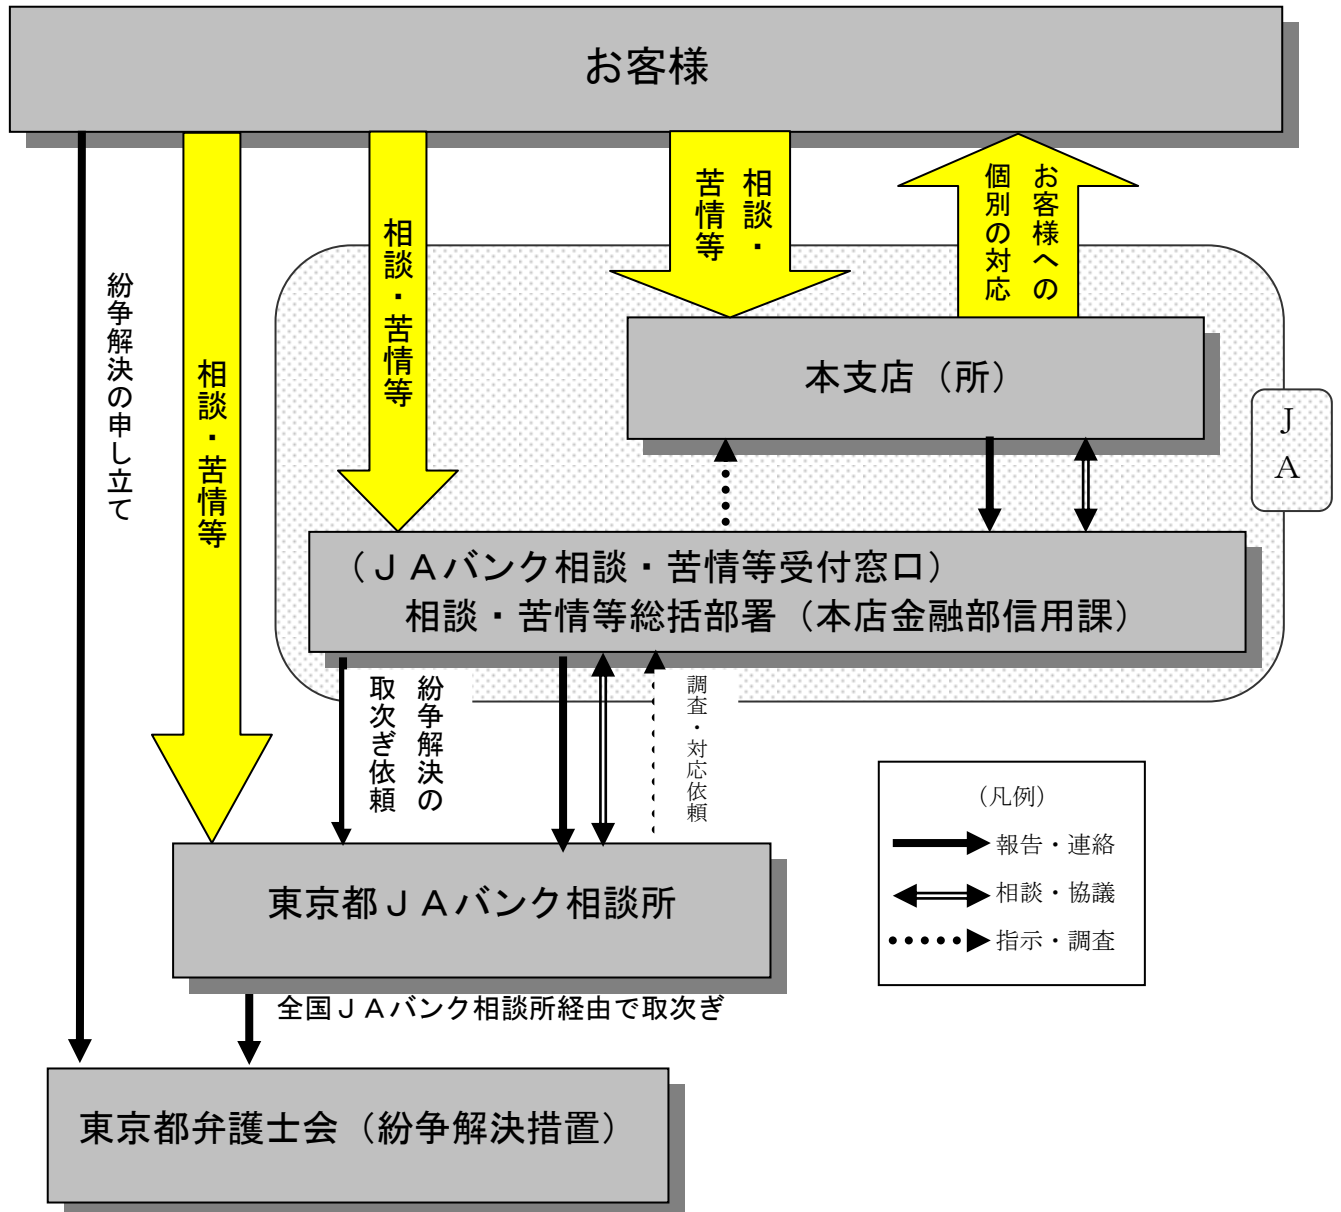 お客様
相談・
苦情等
お客様への
個別の対応
相談・苦情等
相談・苦情等
紛争解決の申し立て
本支店（所）
ＪＡ
（ＪＡバンク相談・苦情等受付窓口）
相談・苦情等総括部署（本店金融部信用課）
紛争解決の
取次ぎ依頼
調査・対応依頼
（凡例）
報告・連絡
相談・協議
指示・調査
東京都ＪＡバンク相談所
全国ＪＡバンク相談所経由で取次ぎ
東京都弁護士会（紛争解決措置）